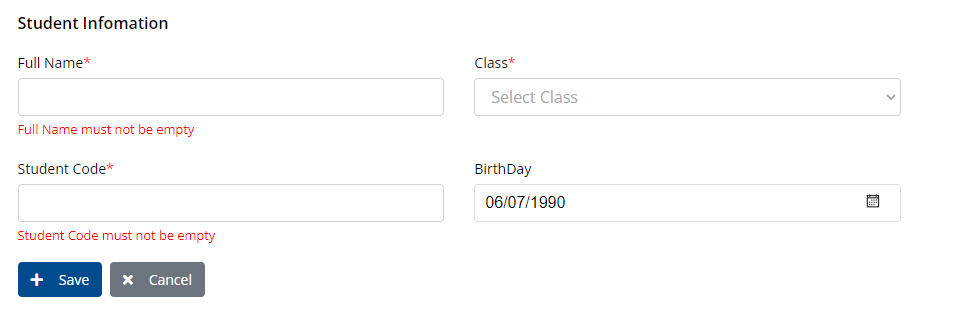 Student Infomation
Full Name*
Class*
Select Class
Full Name must not be empty
Student Code*
BirthDay
06/07/1990
Student Code must not be empty
Save
Cancel